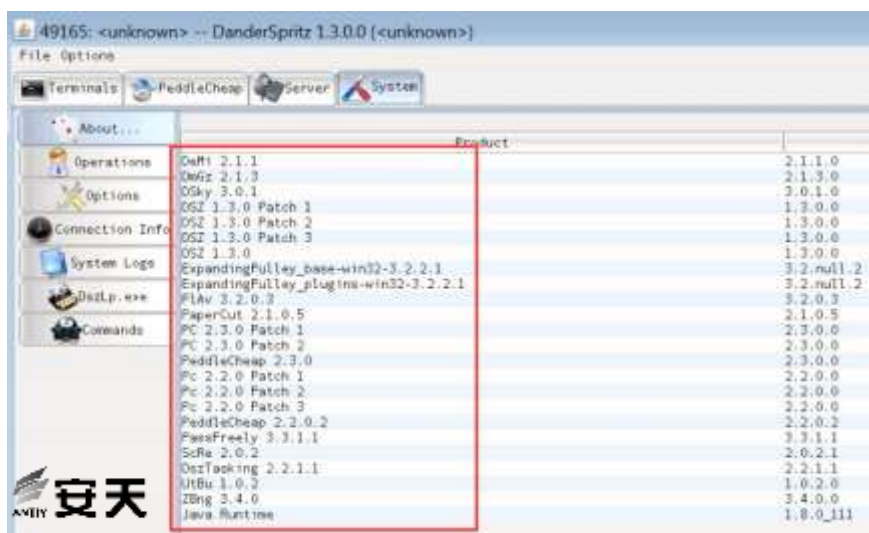 49165: <unknown> -- DanderSpritz 1.3.0.0 (<unknown>)
File Options
Terminals PeddleCheap Server System
About...
Operations
Options
Connection Info
System Logs
DszLp.exe
Commands
Product
DeMi 2.1.1 2.1.1.0
DmGz 2.1.3 2.1.3.0
DSky 3.0.1 3.0.1.0
DSZ 1.3.0 Patch 1 1.3.0.0
DSZ 1.3.0 Patch 2 1.3.0.0
DSZ 1.3.0 Patch 3 1.3.0.0
DSZ 1.3.0 1.3.0.0
ExpandingPulley_base-win32-3.2.2.1 3.2.null.2
ExpandingPulley_plugins-win32-3.2.2.1 3.2.null.2
FlAv 3.2.0.3 3.2.0.3
PaperCut 2.1.0.5 2.1.0.5
PC 2.3.0 Patch 1 2.3.0.0
PC 2.3.0 Patch 2 2.3.0.0
PeddleCheap 2.3.0 2.3.0.0
Pc 2.2.0 Patch 1 2.2.0.0
Pc 2.2.0 Patch 2 2.2.0.0
Pc 2.2.0 Patch 3 2.2.0.0
PeddleCheap 2.2.0.2 2.2.0.2
PassFreely 3.3.1.1 3.3.1.1
ScRe 2.0.2 2.0.2.1
DszTasking 2.2.1.1 2.2.1.1
UtBu 1.0.2 1.0.2.0
ZBng 3.4.0 3.4.0.0
Java Runtime 1.8.0_111
ANTIY 安天